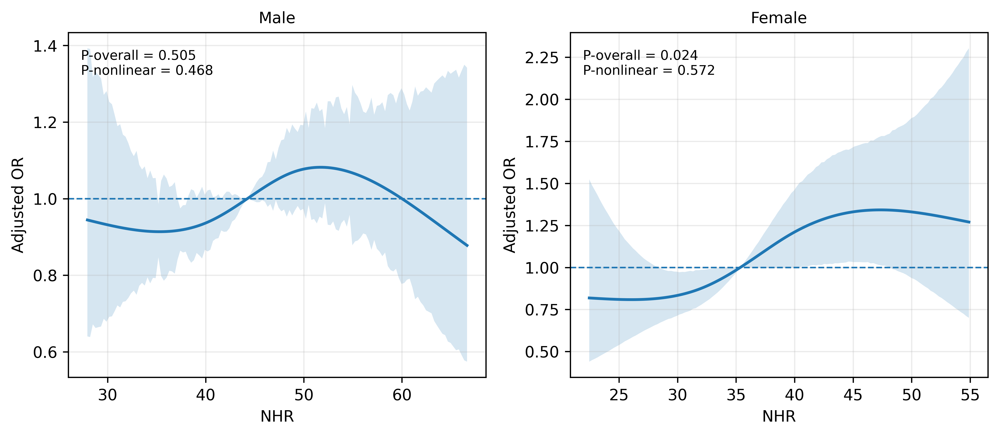 Male
P-overall = 0.505
P-nonlinear = 0.468
Adjusted OR
1.4
1.2
1.0
0.8
0.6
30 40 50 60
NHR
Female
P-overall = 0.024
P-nonlinear = 0.572
Adjusted OR
2.25
2.00
1.75
1.50
1.25
1.00
0.75
0.50
25 30 35 40 45 50 55
NHR